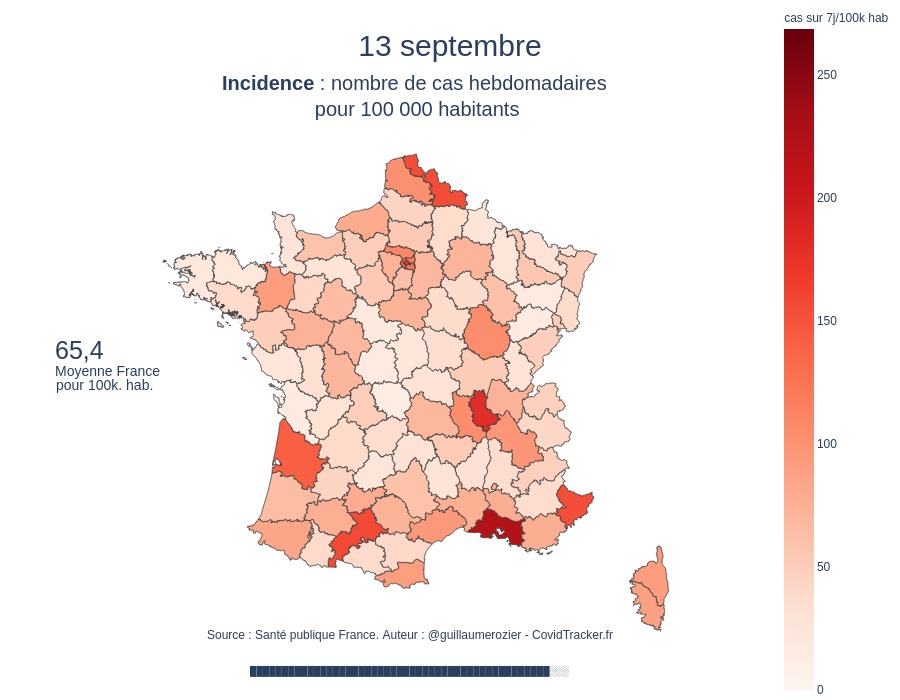 cas sur 7j/100k hab
13 septembre
Incidence : nombre de cas hebdomadaires
pour 100 000 habitants
250
200
150
100
50
0
65,4
Moyenne France
pour 100k. hab.
Source : Santé publique France. Auteur : @guillaumerozier - CovidTracker.fr